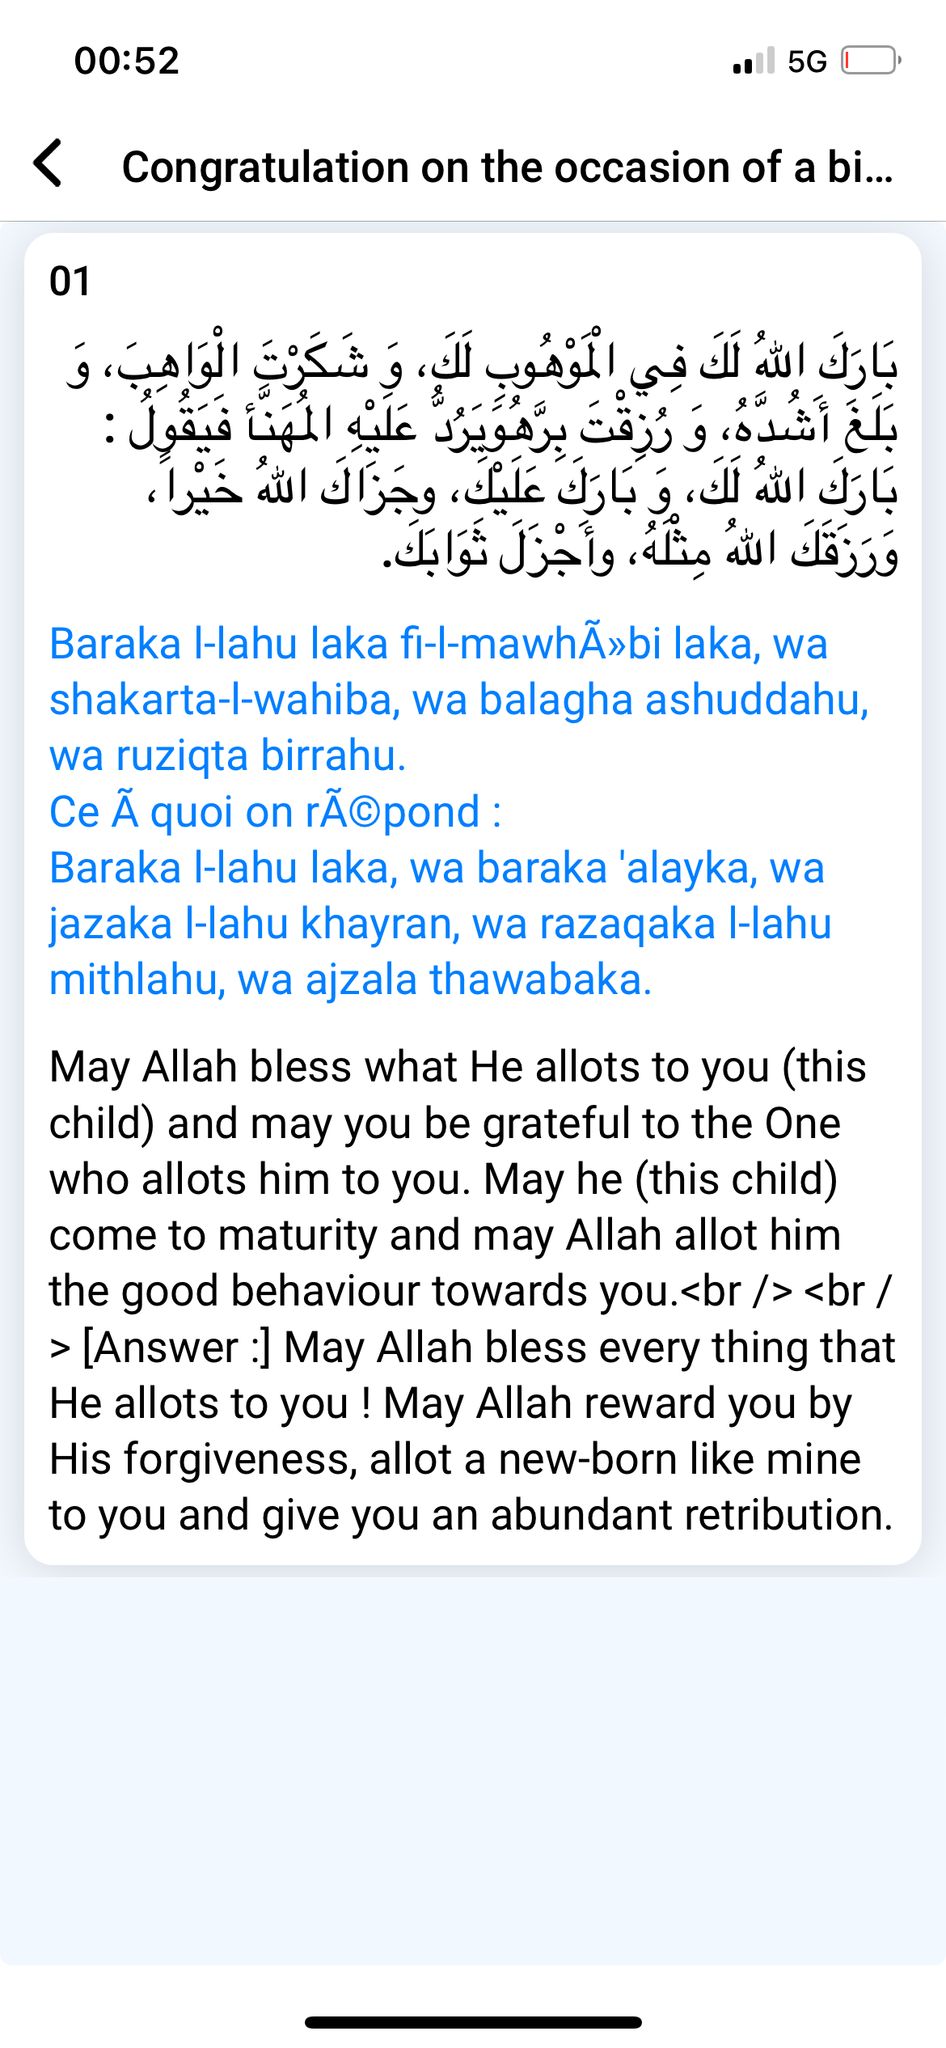 00:52
5G
Congratulation on the occasion of a bi...
01
بَارَكَ اللهُ لَكَ فِي الْمَوْهُوبِ لَكَ، وَ شَكَرْتَ الْوَاهِبَ، وَ
بَلَغَ أَشُدَّهُ، وَ رُزِقْتَ بِرَّهُوَيَرُدُّ عَلَيْهِ المُهَنَّأ فَيَقُولُ :
بَارَكَ اللهُ لَكَ، وَ بَارَكَ عَلَيْكَ، وجَزَاكَ اللهُ خَيْراً ،
وَرَزَقَكَ اللهُ مِثْلَهُ، وأَجْزَلَ ثَوَابَكَ.
Baraka l-lahu laka fi-l-mawhÃ»bi laka, wa
shakarta-l-wahiba, wa balagha ashuddahu,
wa ruziqta birrahu.
Ce Ã quoi on rÃ©pond :
Baraka l-lahu laka, wa baraka 'alayka, wa
jazaka l-lahu khayran, wa razaqaka l-lahu
mithlahu, wa ajzala thawabaka.
May Allah bless what He allots to you (this
child) and may you be grateful to the One
who allots him to you. May he (this child)
come to maturity and may Allah allot him
the good behaviour towards you.<br /> <br /
> [Answer :] May Allah bless every thing that
He allots to you ! May Allah reward you by
His forgiveness, allot a new-born like mine
to you and give you an abundant retribution.